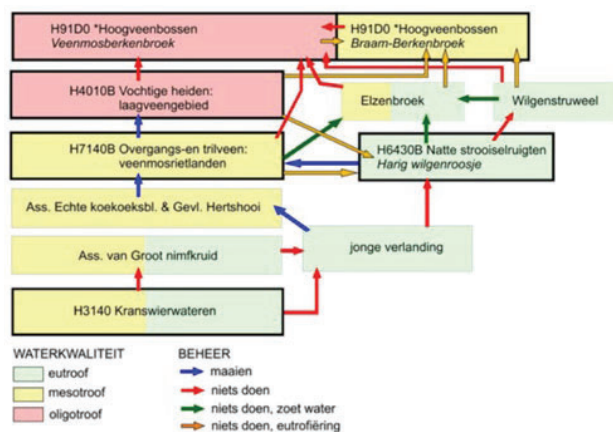 H91D0 *Hoogveenbossen
Veenmosberkenbroek
H91D0 *Hoogveenbossen
Braam-Berkenbroek
H4010B Vochtige heiden:
laagveengebied
Elzenbroek
Wilgenstruweel
H7140B Overgangs-en trilveen:
veenmosrietlanden
H6430B Natte strooiselruigten
Harig wilgenroosje
Ass. Echte koekoeksbl. & Gevl. Hertshooi
Ass. van Groot nimfkruid
jonge verlanding
H3140 Kranswierwateren
WATERKWALITEIT
eutroof
mesotroof
oligotroof
BEHEER
maaien
niets doen
niets doen, zoet water
niets doen, eutrofiëring